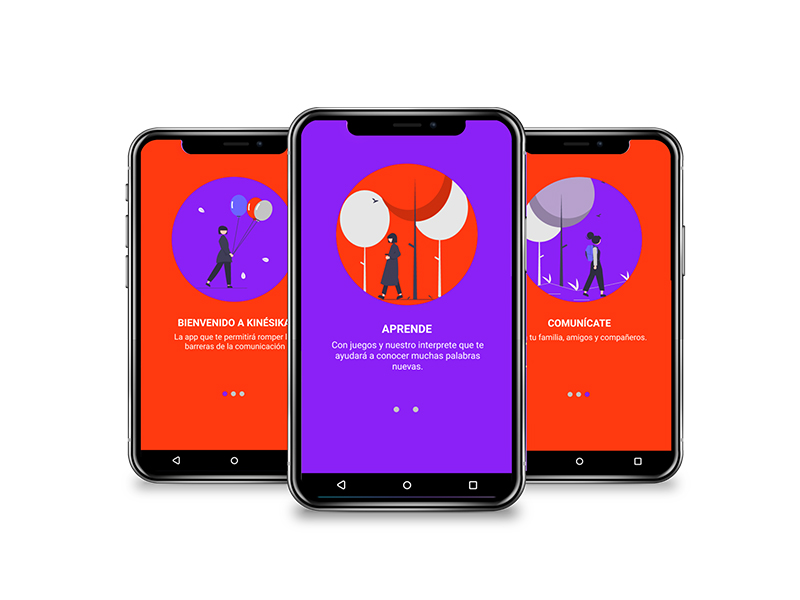 BIENVENIDO A KINÉSIKA
La app que te permitirá romper l
barreras de la comunicación
APRENDE
Con juegos y nuestro interprete que te
ayudará a conocer muchas palabras
nuevas.
COMUNÍCATE
tu familia, amigos y compañeros.